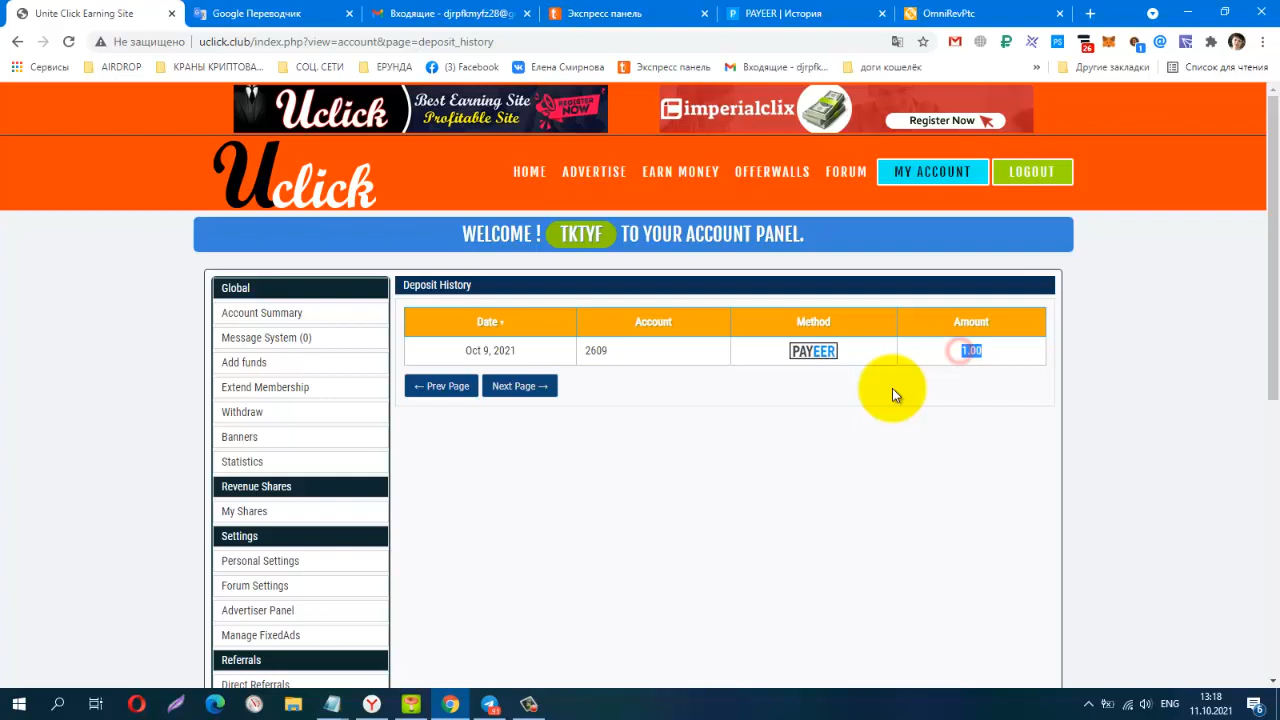 Unite Click Earning Site
Google Переводчик
Входящие - djrpfkmyfz28@g
Экспресс панель
PAYEER | История
OmniRevPtc
Не защищено
uclick.club/index.php?view=account&page=deposit_history
26
1
Сервисы
AIRDROP
КРАНЫ КРИПТОВА...
СОЦ. СЕТИ
ЕРУНДА
(3) Facebook
Елена Смирнова
Экспресс панель
Входящие - djrpfk...
доги кошелёк
»
Другие закладки
Список для чтения
Uclick
Best Earning Site
Profitable Site
REGISTER NOW
imperialclix
Register Now
Uclick
HOME
ADVERTISE
EARN MONEY
OFFERWALLS
FORUM
MY ACCOUNT
LOGOUT
WELCOME ! TKTYF TO YOUR ACCOUNT PANEL.
Global
Account Summary
Message System (0)
Add funds
Extend Membership
Withdraw
Banners
Statistics
Revenue Shares
My Shares
Settings
Personal Settings
Forum Settings
Advertiser Panel
Manage FixedAds
Referrals
Direct Referrals
Deposit History
Date
Account
Method
Amount
Oct 9, 2021
2609
PAYEER
1.00
← Prev Page
Next Page →
ENG
13:18
11.10.2021